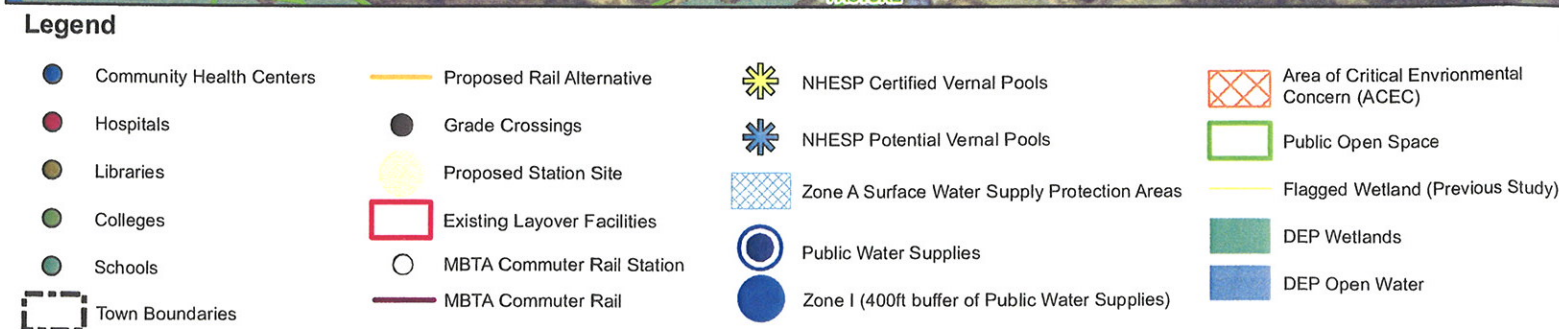 PASTURE
Legend
Community Health Centers
Hospitals
Libraries
Colleges
Schools
Town Boundaries
Proposed Rail Alternative
Grade Crossings
Proposed Station Site
Existing Layover Facilities
MBTA Commuter Rail Station
MBTA Commuter Rail
NHESP Certified Vernal Pools
NHESP Potential Vernal Pools
Zone A Surface Water Supply Protection Areas
Public Water Supplies
Zone I (400ft buffer of Public Water Supplies)
Area of Critical Envrionmental
Concern (ACEC)
Public Open Space
Flagged Wetland (Previous Study)
DEP Wetlands
DEP Open Water